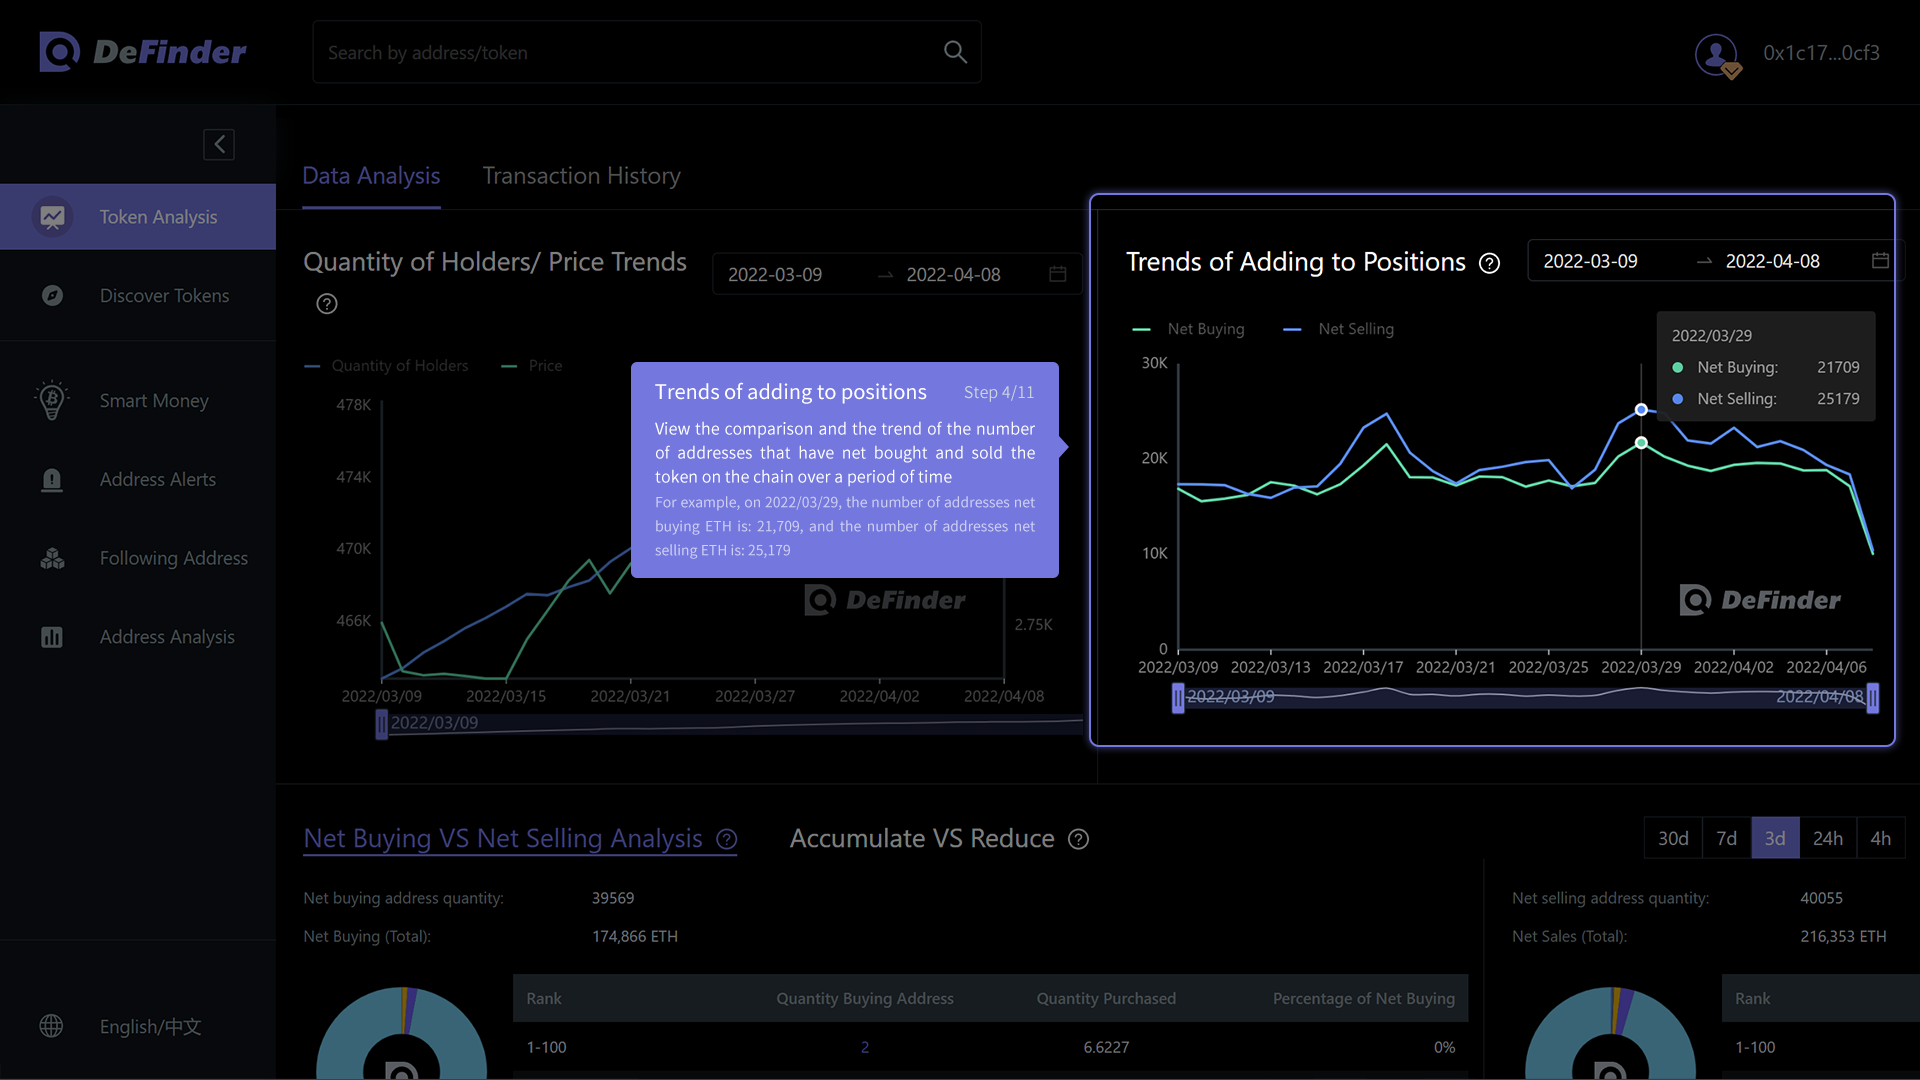 DeFinder
Search by address/token
0x1c17...0cf3
Token Analysis
Discover Tokens
Smart Money
Address Alerts
Following Address
Address Analysis
English/中文
Data Analysis
Transaction History
Quantity of Holders/ Price Trends
?
2022-03-09 → 2022-04-08
Quantity of Holders
Price
478K
474K
470K
466K
2.75K
DeFinder
2022/03/09
2022/03/15
2022/03/21
2022/03/27
2022/04/02
2022/04/08
2022/03/09
Trends of adding to positions
Step 4/11
View the comparison and the trend of the number
of addresses that have net bought and sold the
token on the chain over a period of time
For example, on 2022/03/29, the number of addresses net
buying ETH is: 21,709, and the number of addresses net
selling ETH is: 25,179
Trends of Adding to Positions ?
2022-03-09 → 2022-04-08
Net Buying
Net Selling
2022/03/29
Net Buying: 21709
Net Selling: 25179
30K
20K
10K
0
DeFinder
2022/03/09
2022/03/13
2022/03/17
2022/03/21
2022/03/25
2022/03/29
2022/04/02
2022/04/06
2022/03/09
2022/04/08
Net Buying VS Net Selling Analysis ?
Accumulate VS Reduce ?
30d
7d
3d
24h
4h
Net buying address quantity: 39569
Net Buying (Total): 174,866 ETH
Net selling address quantity: 40055
Net Sales (Total): 216,353 ETH
Rank
Quantity Buying Address
Quantity Purchased
Percentage of Net Buying
1-100
2
6.6227
0%
Rank
1-100